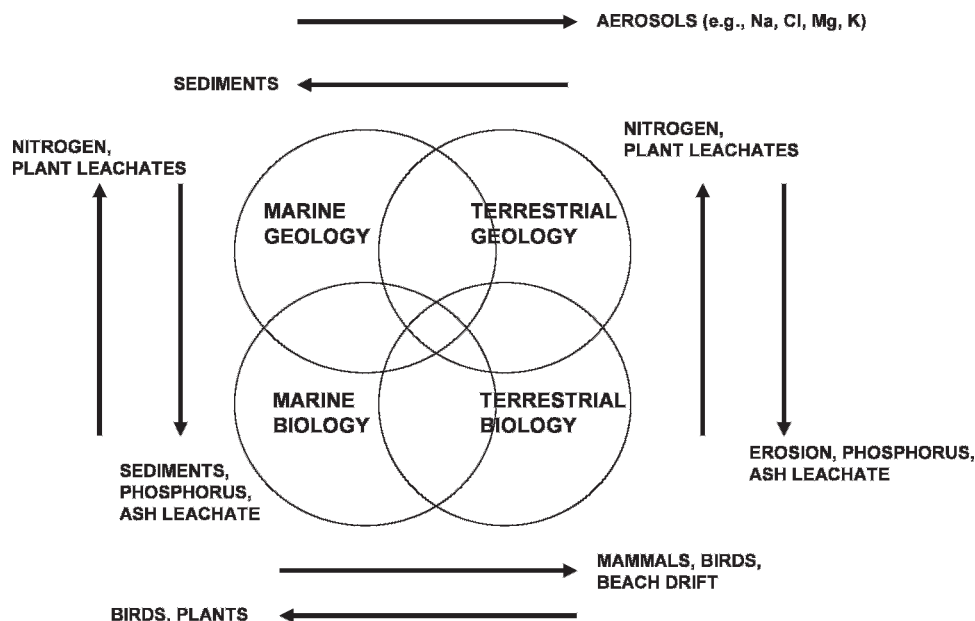 AEROSOLS (e.g., Na, Cl, Mg, K)
SEDIMENTS
NITROGEN,
PLANT LEACHATES
NITROGEN,
PLANT LEACHATES
MARINE
GEOLOGY
TERRESTRIAL
GEOLOGY
MARINE
BIOLOGY
TERRESTRIAL
BIOLOGY
SEDIMENTS,
PHOSPHORUS,
ASH LEACHATE
EROSION, PHOSPHORUS,
ASH LEACHATE
MAMMALS, BIRDS,
BEACH DRIFT
BIRDS, PLANTS